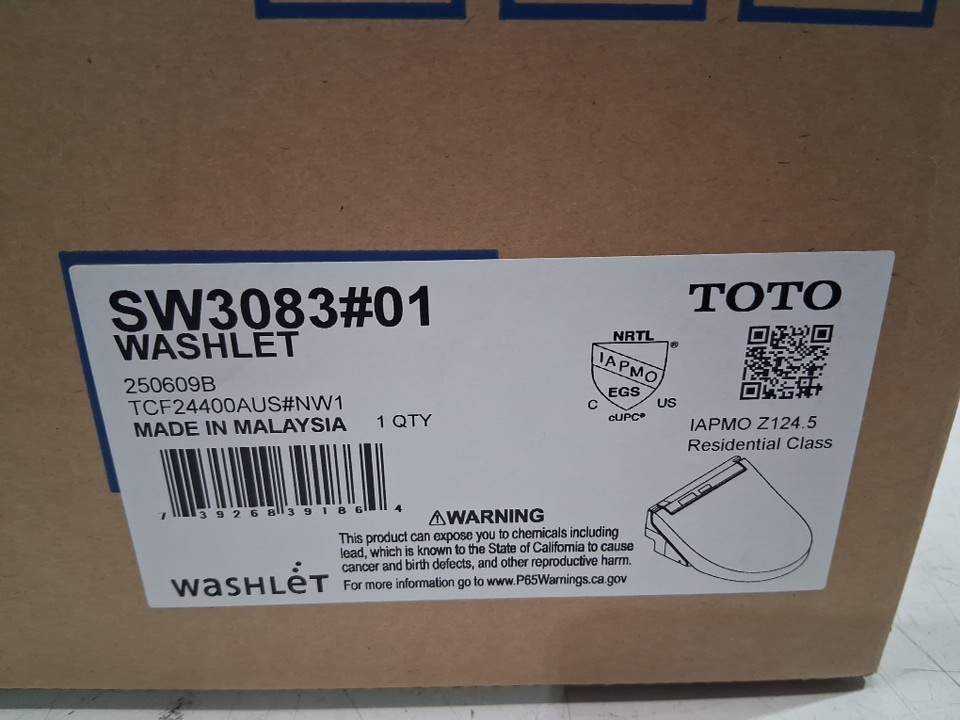 SW3083#01
WASHLET
250609B
TCF24400AUS#NW1
MADE IN MALAYSIA 1 QTY
7 39268 39186 4
WASHLET
TOTO
NRTL
®
IAPMO
EGS
C US
cUPC®
IAPMO Z124.5
Residential Class
⚠WARNING
This product can expose you to chemicals including
lead, which is known to the State of California to cause
cancer and birth defects, and other reproductive harm.
For more information go to www.P65Warnings.ca.gov